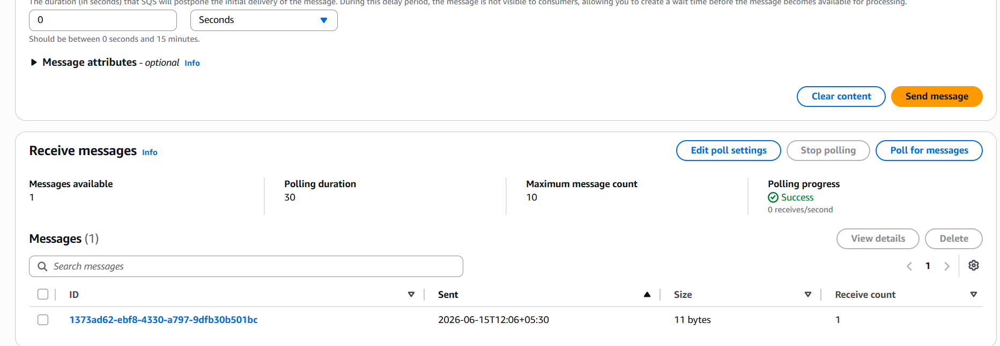 The duration (in seconds) that SQS will postpone the initial delivery of the message. During this delay period, the message is not visible to consumers, allowing you to create a wait time before the message becomes available for processing.
0 Seconds
Should be between 0 seconds and 15 minutes.
Message attributes - optional Info
Clear content Send message
Receive messages Info Edit poll settings Stop polling Poll for messages
Messages available Polling duration Maximum message count Polling progress
1 30 10 Success
0 receives/second
Messages (1) View details Delete
Search messages 1
ID Sent Size Receive count
1373ad62-ebf8-4330-a797-9dfb30b501bc 2026-06-15T12:06+05:30 11 bytes 1